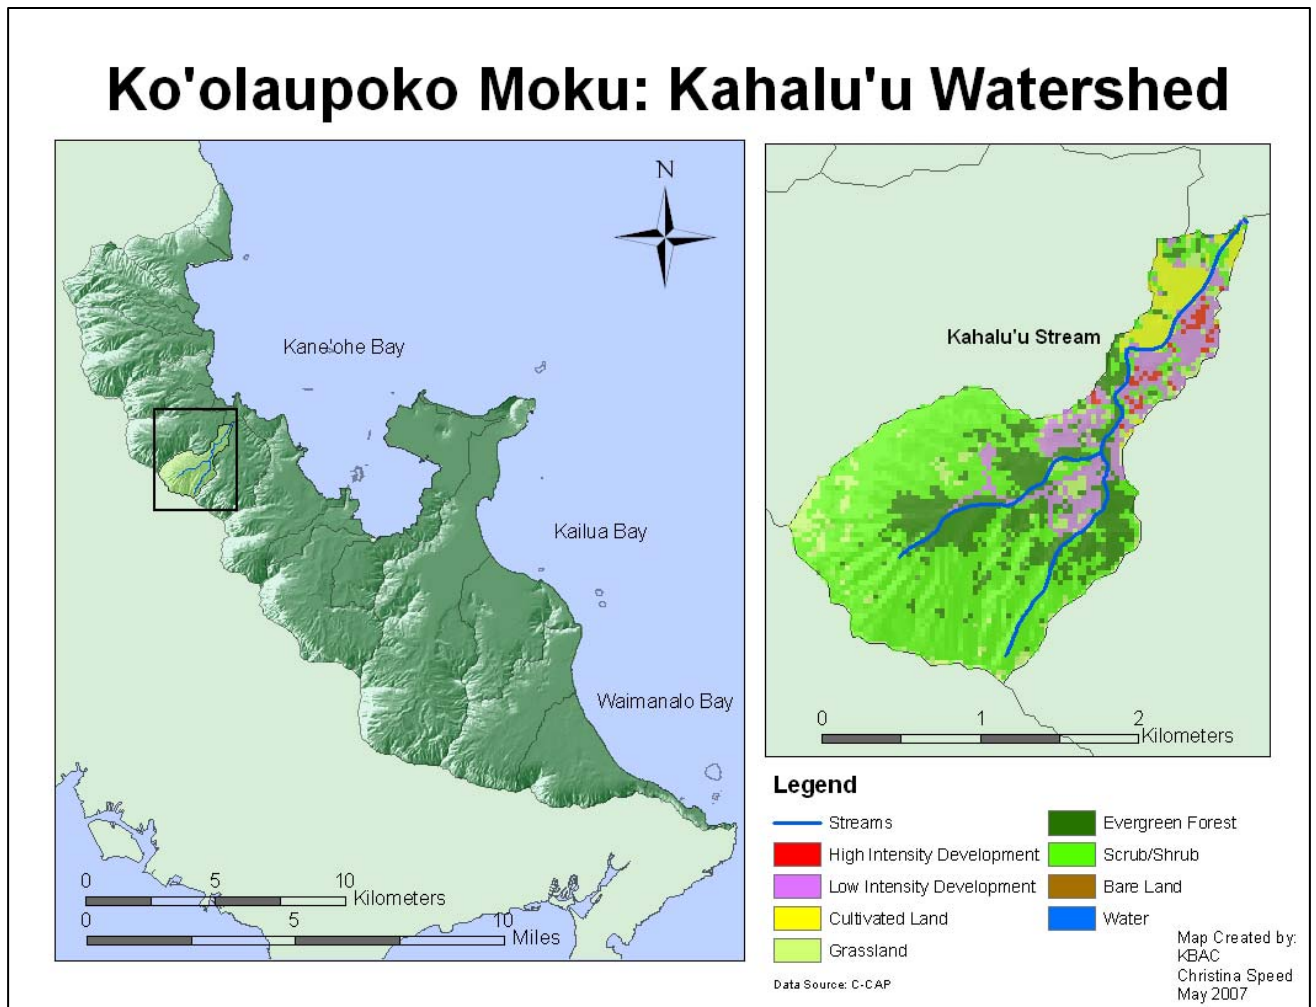 Ko'olaupoko Moku: Kahalu'u Watershed
N
Kane'ohe Bay
Kailua Bay
Waimanalo Bay
0 5 10
Kilometers
0 5 10
Miles
Kahalu'u Stream
0 1 2
Kilometers
Legend
Streams
High Intensity Development
Low Intensity Development
Cultivated Land
Grassland
Evergreen Forest
Scrub/Shrub
Bare Land
Water
Data Source: C-CAP
Map Created by:
KBAC
Christina Speed
May 2007